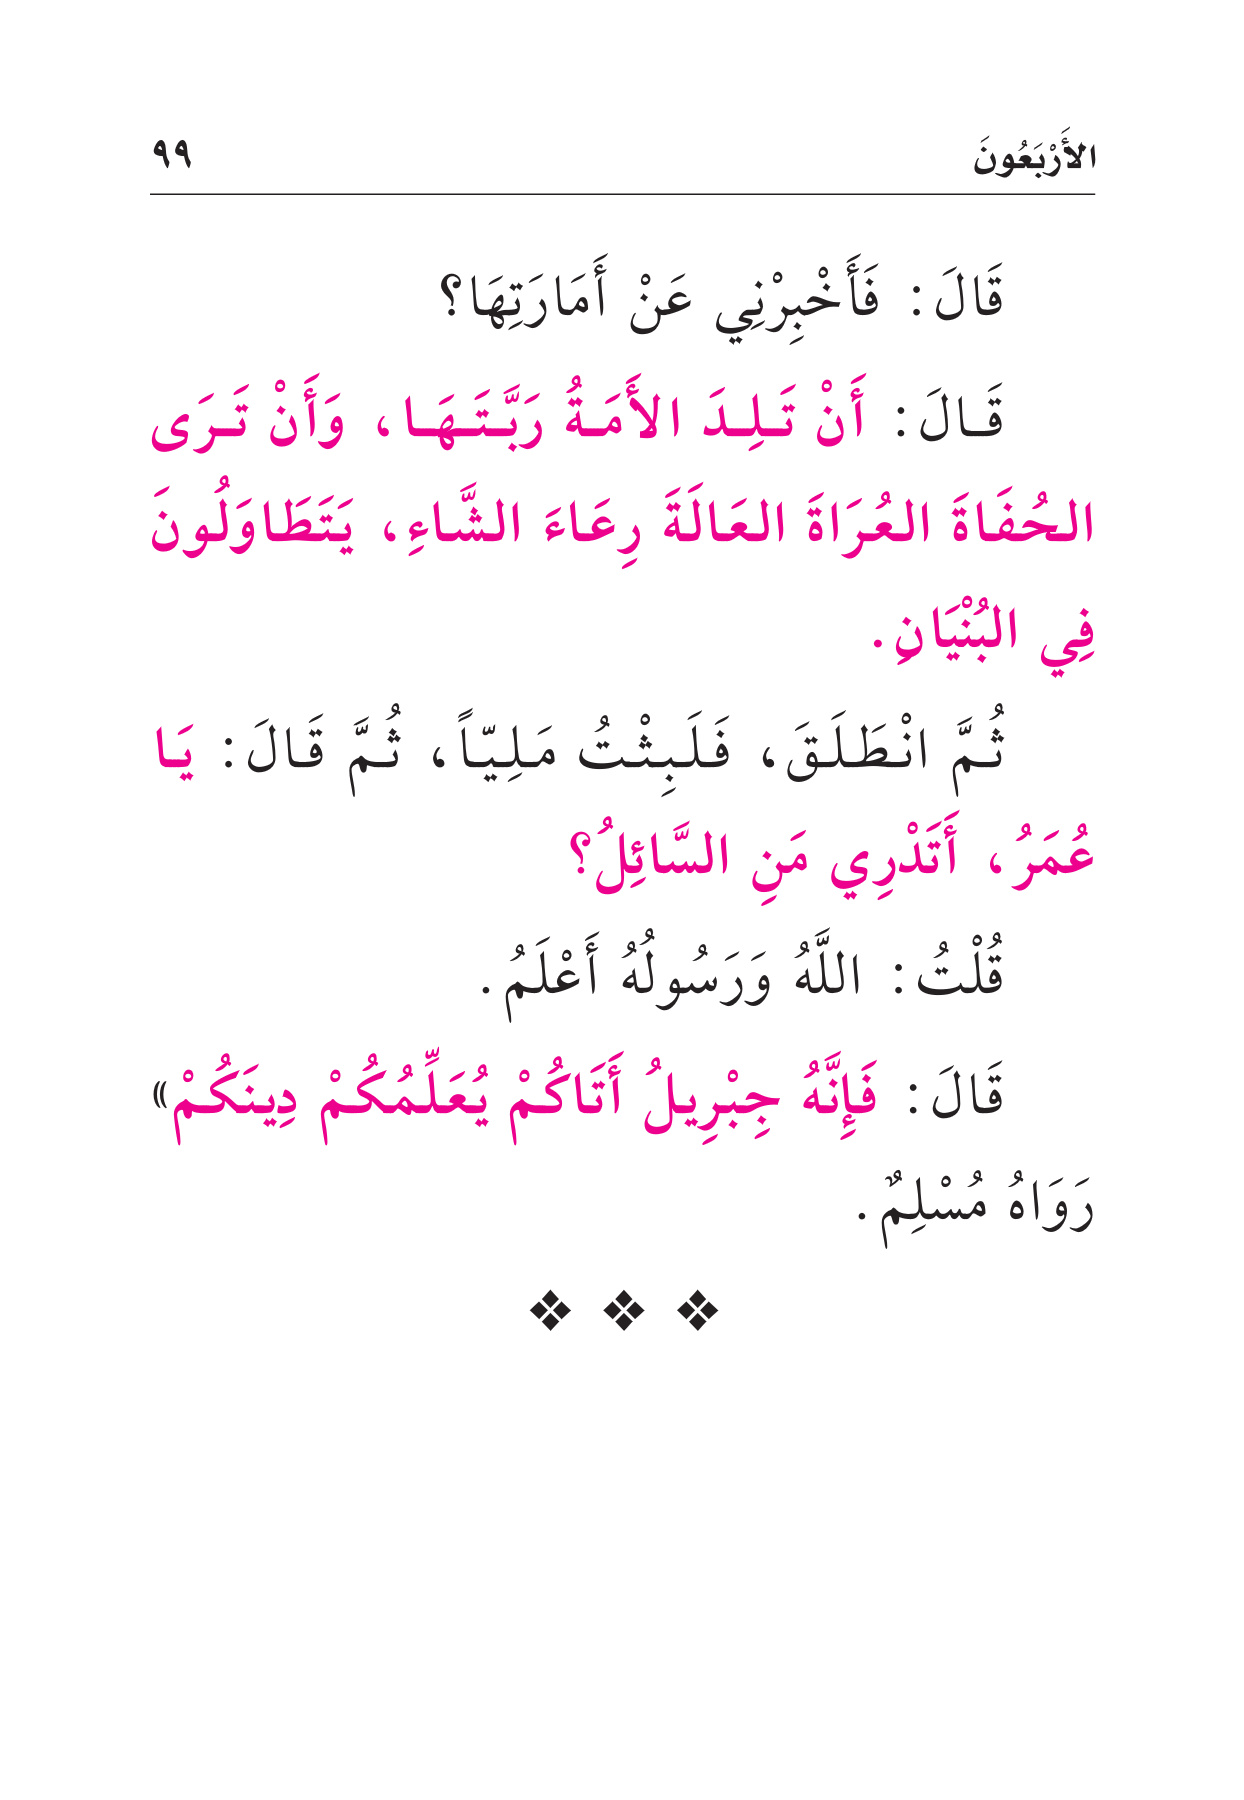 الأَرْبَعُونَ ٩٩
قَالَ: فَأَخْبِرْنِي عَنْ أَمَارَتِهَا؟
قَالَ: أَنْ تَلِدَ الأَمَةُ رَبَّتَهَا، وَأَنْ تَرَى
الحُفَاةَ العُرَاةَ العَالَةَ رِعَاءَ الشَّاءِ، يَتَطَاوَلُونَ
فِي البُنْيَانِ.
ثُمَّ انْطَلَقَ، فَلَبِثْتُ مَلِيّاً، ثُمَّ قَالَ: يَا
عُمَرُ، أَتَدْرِي مَنِ السَّائِلُ؟
قُلْتُ: اللَّهُ وَرَسُولُهُ أَعْلَمُ.
قَالَ: فَإِنَّهُ جِبْرِيلُ أَتَاكُمْ يُعَلِّمُكُمْ دِينَكُمْ»
رَوَاهُ مُسْلِمٌ.